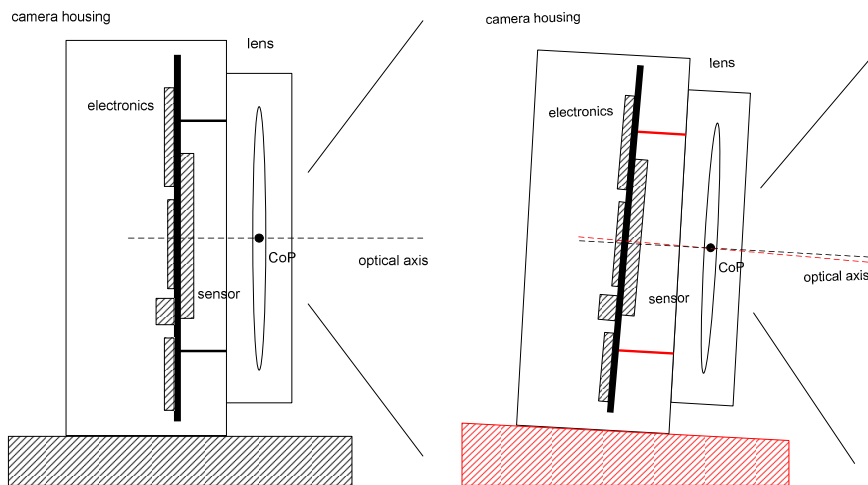 camera housing
lens
electronics
CoP
optical axis
sensor
camera housing
lens
electronics
CoP
optical axis
sensor